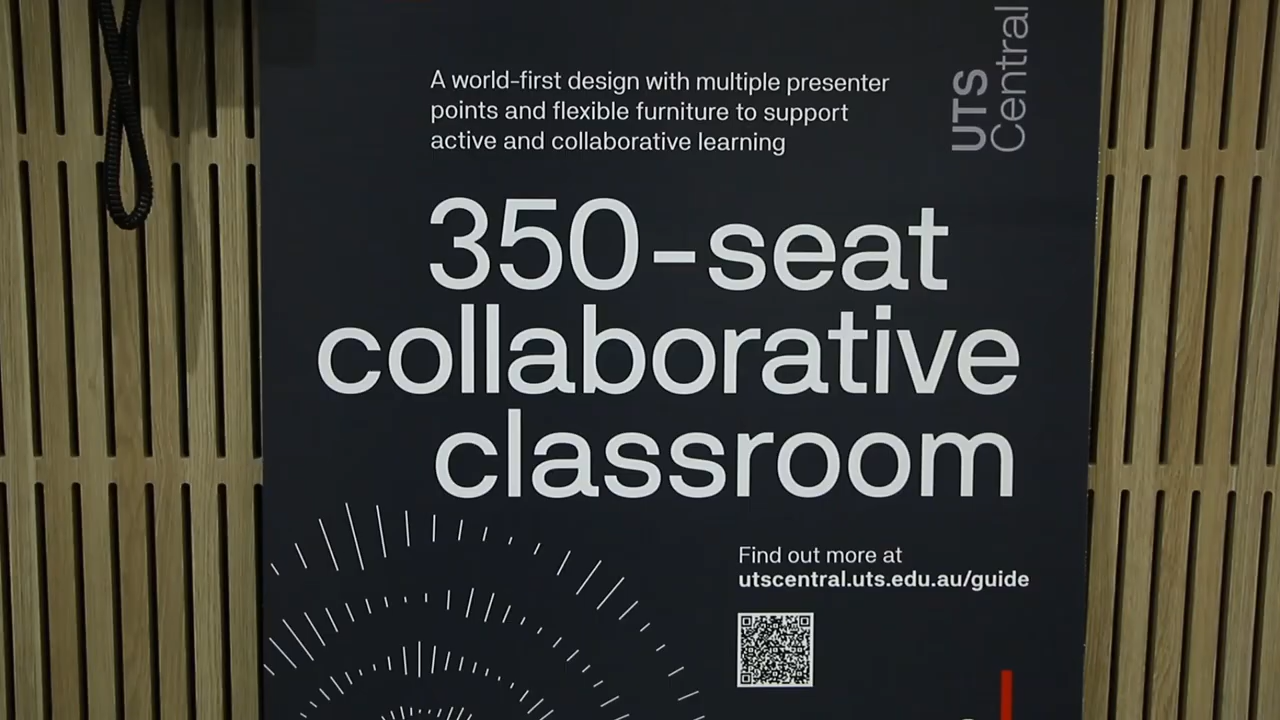 A world-first design with multiple presenter
points and flexible furniture to support
active and collaborative learning
UTS
Central
350-seat
collaborative
classroom
Find out more at
utscentral.uts.edu.au/guide